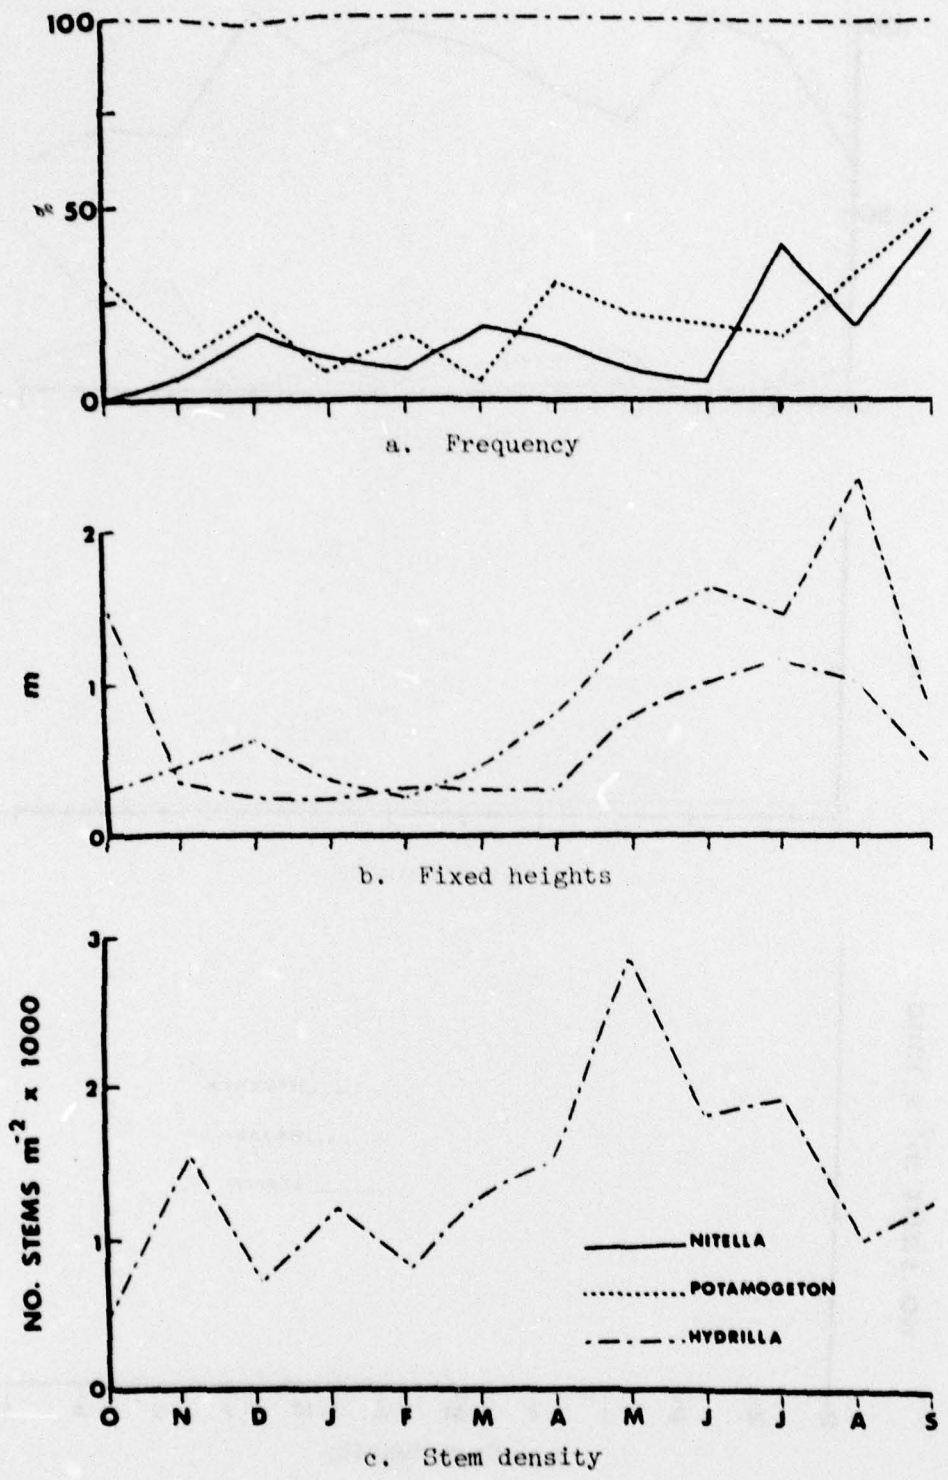 100
% 50
0
a. Frequency
2
m
1
0
b. Fixed heights
3
NO. STEMS m-2 x 1000
2
1
0
NITELLA
POTAMOGETON
HYDRILLA
O N D J F M A M J J A S
c. Stem density